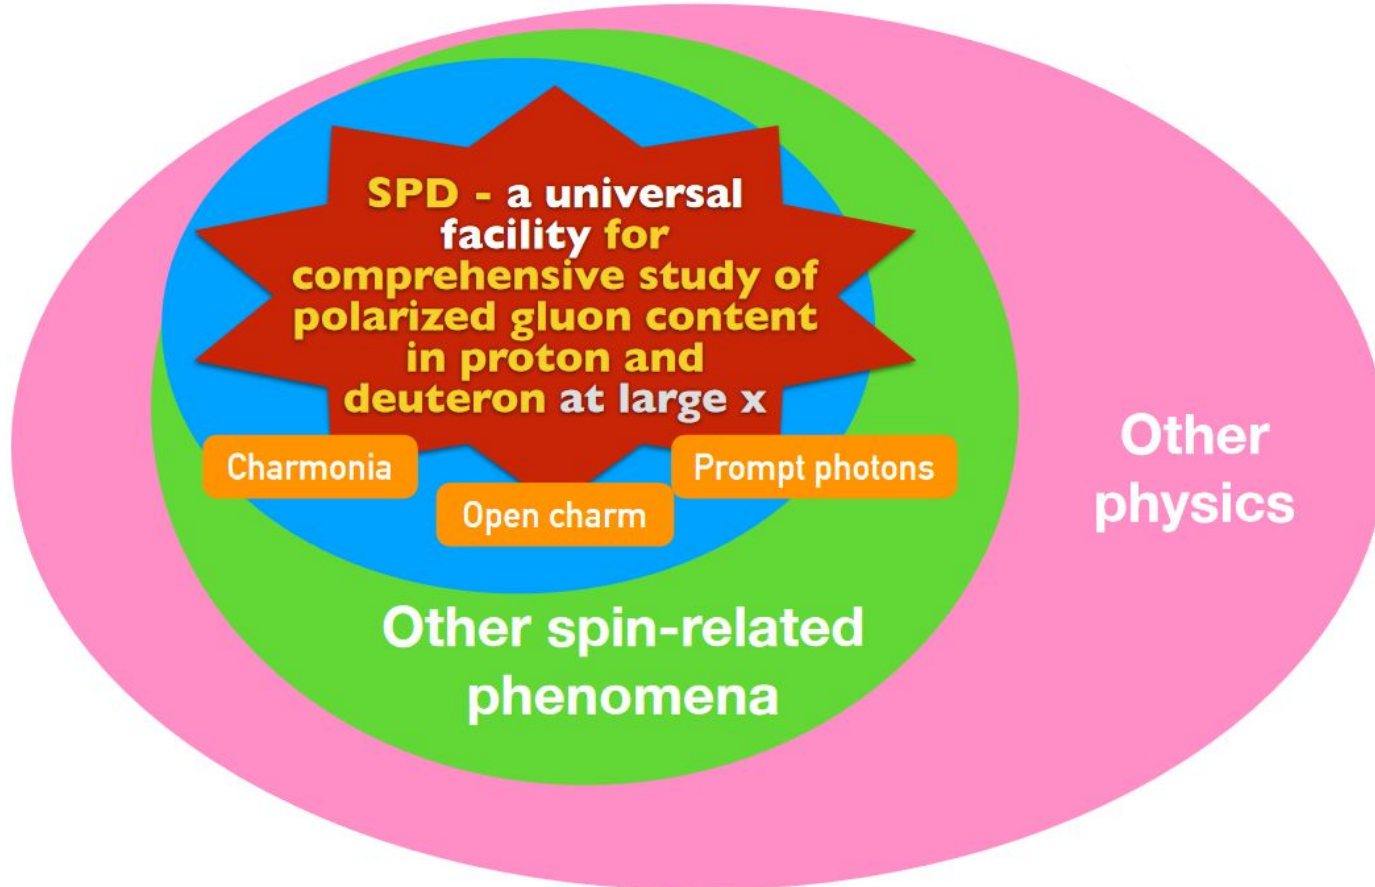 SPD - a universal
facility for
comprehensive study of
polarized gluon content
in proton and
deuteron at large x
Charmonia
Prompt photons
Open charm
Other
physics
Other spin-related
phenomena